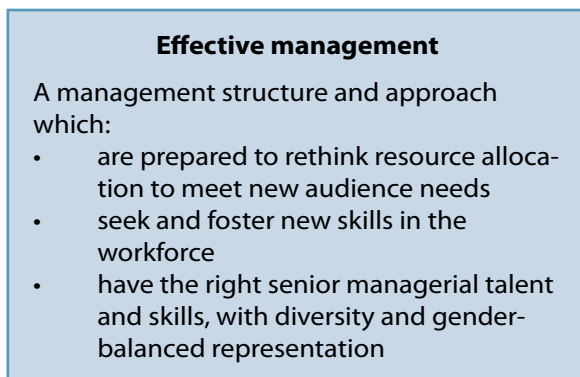 Effective management
A management structure and approach
which:
• are prepared to rethink resource alloca-
tion to meet new audience needs
• seek and foster new skills in the
workforce
• have the right senior managerial talent
and skills, with diversity and gender-
balanced representation